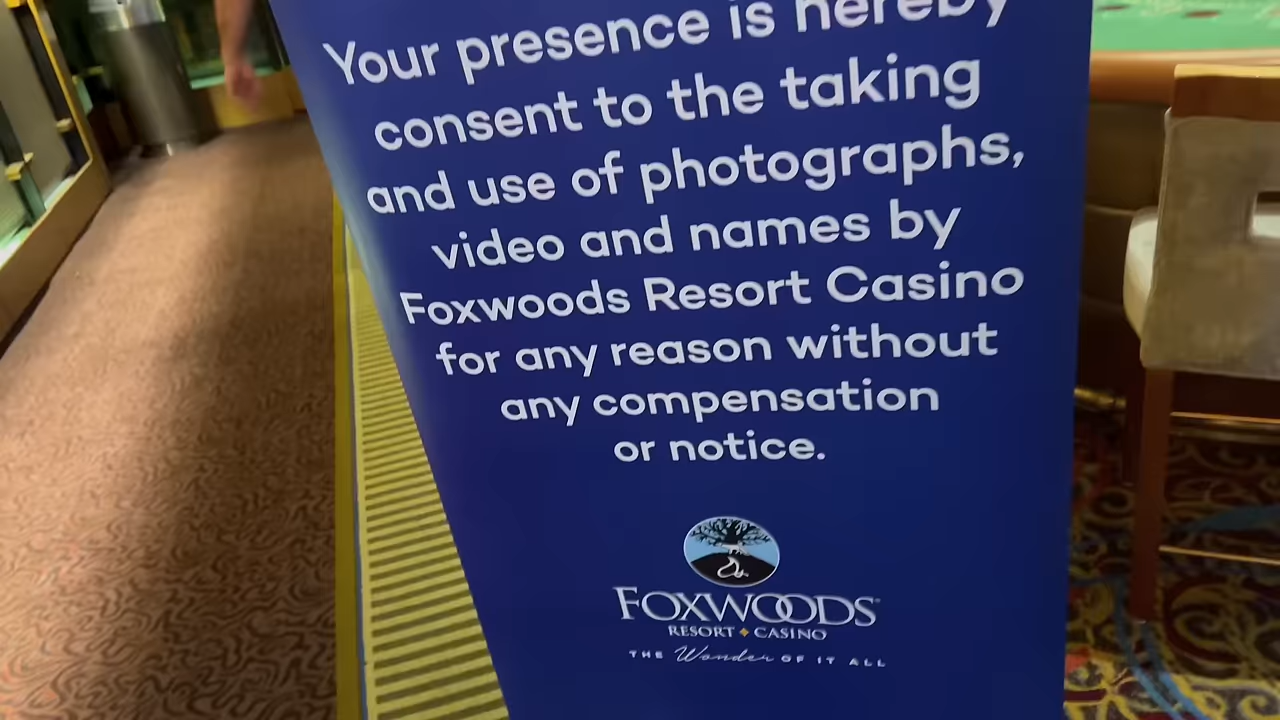 Your presence is hereby
consent to the taking
and use of photographs,
video and names by
Foxwoods Resort Casino
for any reason without
any compensation
or notice.
FOXWOODS
RESORT CASINO
THE Wonder OF IT ALL